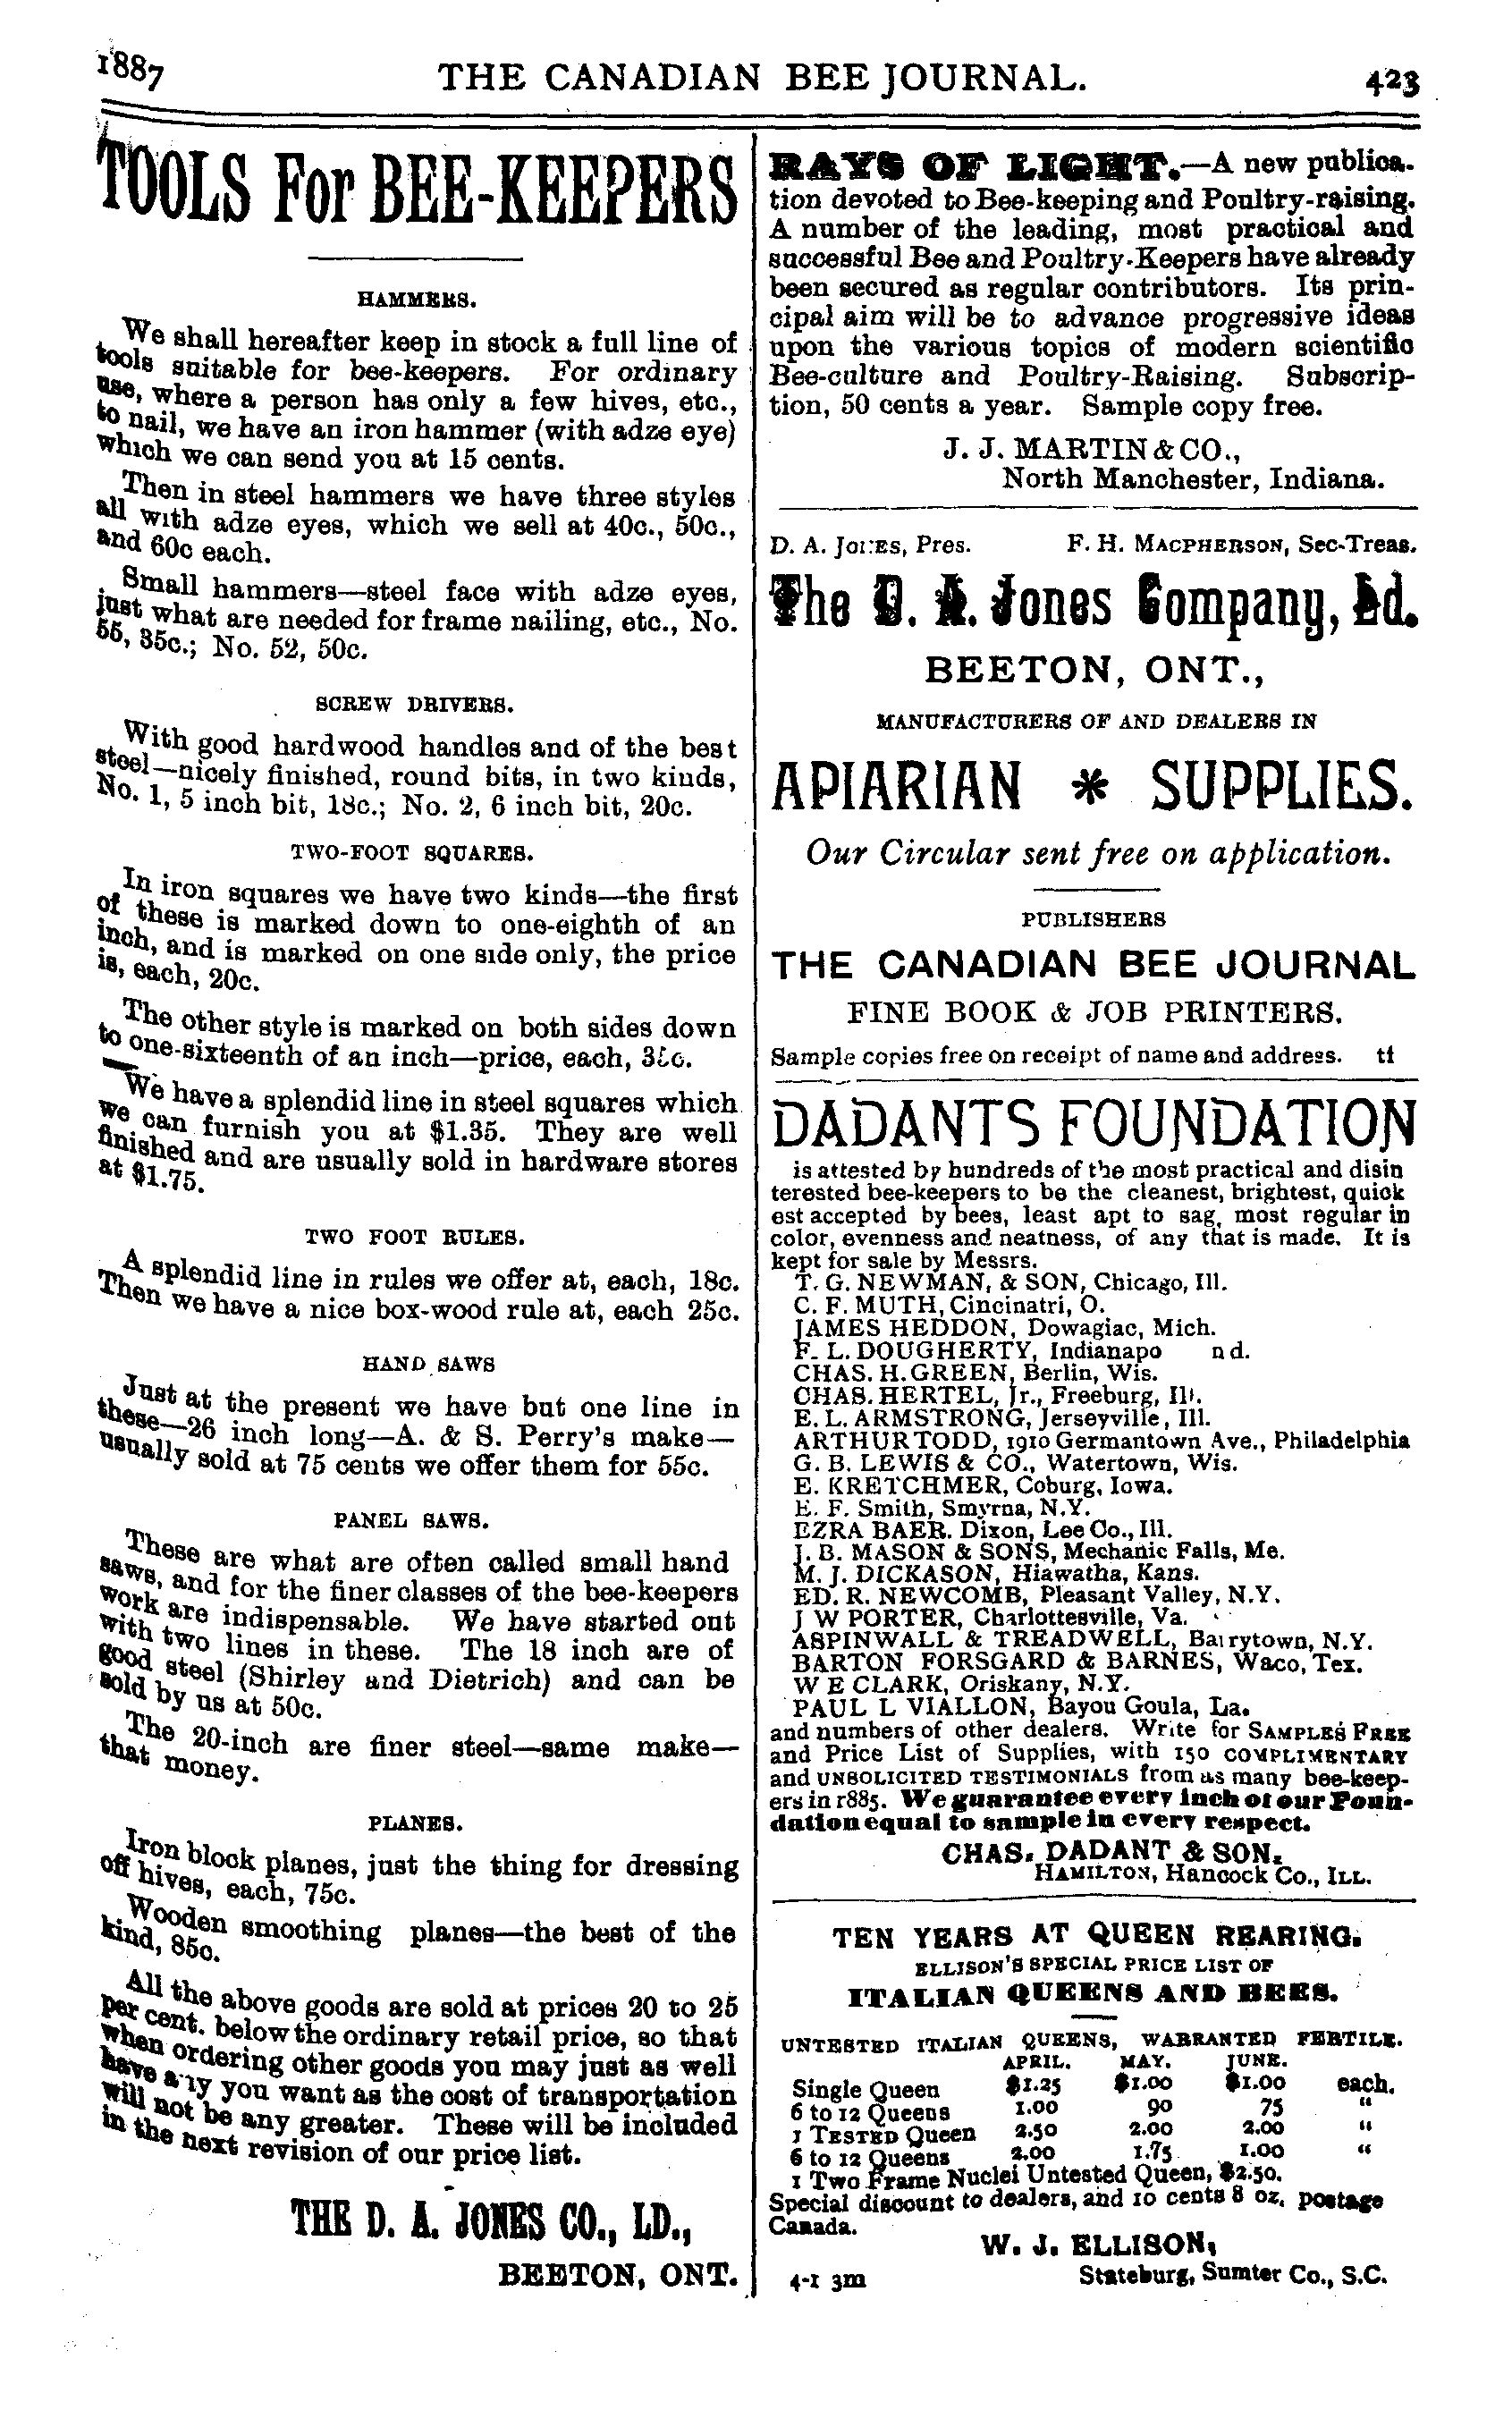 1887
THE CANADIAN BEE JOURNAL.
423
TOOLS For BEE-KEEPERS
HAMMERS.
We shall hereafter keep in stock a full line of
tools suitable for bee-keepers. For ordinary
use, where a person has only a few hives, etc.,
to nail, we have an iron hammer (with adze eye)
which we can send you at 15 cents.
Then in steel hammers we have three styles
all with adze eyes, which we sell at 40c., 50c.,
and 60c each.
Small hammers—steel face with adze eyes,
just what are needed for frame nailing, etc., No.
55, 35c.; No. 52, 50c.
SCREW DRIVERS.
With good hardwood handles and of the best
steel—nicely finished, round bits, in two kinds,
No. 1, 5 inch bit, 18c.; No. 2, 6 inch bit, 20c.
TWO-FOOT SQUARES.
In iron squares we have two kinds—the first
of these is marked down to one-eighth of an
inch, and is marked on one side only, the price
is, each, 20c.
The other style is marked on both sides down
to one-sixteenth of an inch—price, each,
We have a splendid line in steel squares which
we can furnish you at $1.35. They are well
finished and are usually sold in hardware stores
at $1.75.
TWO FOOT RULES.
A splendid line in rules we offer at, each, 18c.
Then we have a nice box-wood rule at, each 25c.
HAND SAWS
Just at the present we have but one line in
these—26 inch long—A. & S. Perry's make—
usually sold at 75 cents we offer them for 55c.
PANEL SAWS.
These are what are often called small hand
saws, and for the finer classes of the bee-keepers
work are indispensable. We have started out
with two lines in these. The 18 inch are of
good steel (Shirley and Dietrich) and can be
sold by us at 50c.
The 20-inch are finer steel—same make—
that money.
PLANES.
Iron block planes, just the thing for dressing
off hives, each, 75c.
Wooden smoothing planes—the best of the
kind, 85c.
All the above goods are sold at prices 20 to 25
per cent. below the ordinary retail price, so that
when ordering other goods you may just as well
have any you want as the cost of transportation
will not be any greater. These will be included
in the next revision of our price list.
THE D. A. JONES CO., LD.,
BEETON, ONT.
RAYS OF LIGHT.—A new publica-
tion devoted to Bee-keeping and Poultry-raising.
A number of the leading, most practical and
successful Bee and Poultry-Keepers have already
been secured as regular contributors. Its prin-
cipal aim will be to advance progressive ideas
upon the various topics of modern scientific
Bee-culture and Poultry-Raising. Subscrip-
tion, 50 cents a year. Sample copy free.
J. J. MARTIN & CO.,
North Manchester, Indiana.
D. A. JONES, Pres. F. H. MACPHERSON, Sec-Treas.
The D. A. Jones Company, Ld.
BEETON, ONT.,
MANUFACTURERS OF AND DEALERS IN
APIARIAN * SUPPLIES.
Our Circular sent free on application.
PUBLISHERS
THE CANADIAN BEE JOURNAL
FINE BOOK & JOB PRINTERS.
Sample copies free on receipt of name and address. tf
DADANTS FOUNDATION
is attested by hundreds of the most practical and disin
terested bee-keepers to be the cleanest, brightest, quick
est accepted by bees, least apt to sag, most regular in
color, evenness and neatness, of any that is made. It is
kept for sale by Messrs.
T. G. NEWMAN, & SON, Chicago, Ill.
C. F. MUTH, Cincinatri, O.
JAMES HEDDON, Dowagiac, Mich.
F. L. DOUGHERTY, Indianapo nd.
CHAS. H. GREEN, Berlin, Wis.
CHAS. HERTEL, Jr., Freeburg, Ill.
E. L. ARMSTRONG, Jerseyville, Ill.
ARTHUR TODD, 1910 Germantown Ave., Philadelphia
G. B. LEWIS & CO., Watertown, Wis.
E. KRETCHMER, Coburg, Iowa.
E. F. Smith, Smyrna, N.Y.
EZRA BAER. Dixon, Lee Co., Ill.
J. B. MASON & SONS, Mechanic Falls, Me.
M. J. DICKASON, Hiawatha, Kans.
ED. R. NEWCOMB, Pleasant Valley, N.Y.
J W PORTER, Charlottesville, Va.
ASPINWALL & TREADWELL, Barrytown, N.Y.
BARTON FORSGARD & BARNES, Waco, Tex.
W E CLARK, Oriskany, N.Y.
PAUL L VIALLON, Bayou Goula, La.
and numbers of other dealers. Write for SAMPLES FREE
and Price List of Supplies, with 150 COMPLIMENTARY
and UNSOLICITED TESTIMONIALS from as many bee-keep-
ers in 1885. We guarantee every inch of our Foun-
dation equal to sample in every respect.
CHAS. DADANT & SON,
HAMILTON, Hancock Co., ILL.
TEN YEARS AT QUEEN REARING.
ELLISON'S SPECIAL PRICE LIST OF
ITALIAN QUEENS AND BEES.
UNTESTED ITALIAN QUEENS, WARRANTED FERTILE.
APRIL. MAY. JUNE.
Single Queen $1.25 $1.00 $1.00 each.
6 to 12 Queens 1.00 90 75 "
1 TESTED Queen 2.50 2.00 2.00 "
6 to 12 Queens 2.00 1.75 1.00 "
1 Two Frame Nuclei Untested Queen, $2.50.
Special discount to dealers, and 10 cents 8 oz. postage
Canada.
W. J. ELLISON,
Stateburg, Sumter Co., S.C.
4-1 3m